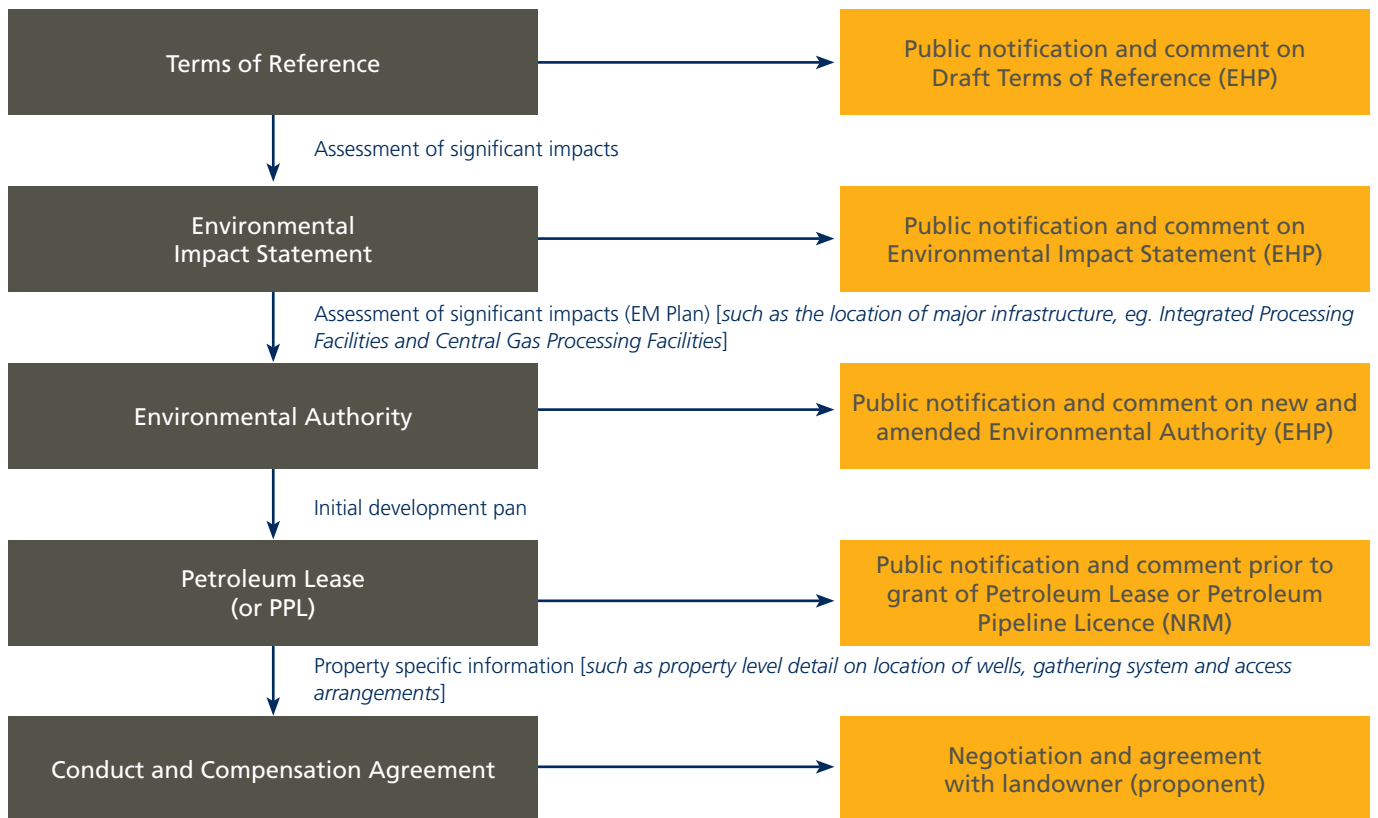 Terms of Reference
Public notification and comment on
Draft Terms of Reference (EHP)
Assessment of significant impacts
Environmental
Impact Statement
Public notification and comment on
Environmental Impact Statement (EHP)
Assessment of significant impacts (EM Plan) [such as the location of major infrastructure, eg. Integrated Processing
Facilities and Central Gas Processing Facilities]
Environmental Authority
Public notification and comment on new and
amended Environmental Authority (EHP)
Initial development pan
Petroleum Lease
(or PPL)
Public notification and comment prior to
grant of Petroleum Lease or Petroleum
Pipeline Licence (NRM)
Property specific information [such as property level detail on location of wells, gathering system and access
arrangements]
Conduct and Compensation Agreement
Negotiation and agreement
with landowner (proponent)